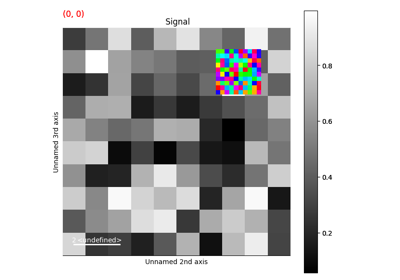 (0, 0)
Signal
Unnamed 3rd axis
0.8
0.6
0.4
0.2
2 <undefined>
Unnamed 2nd axis